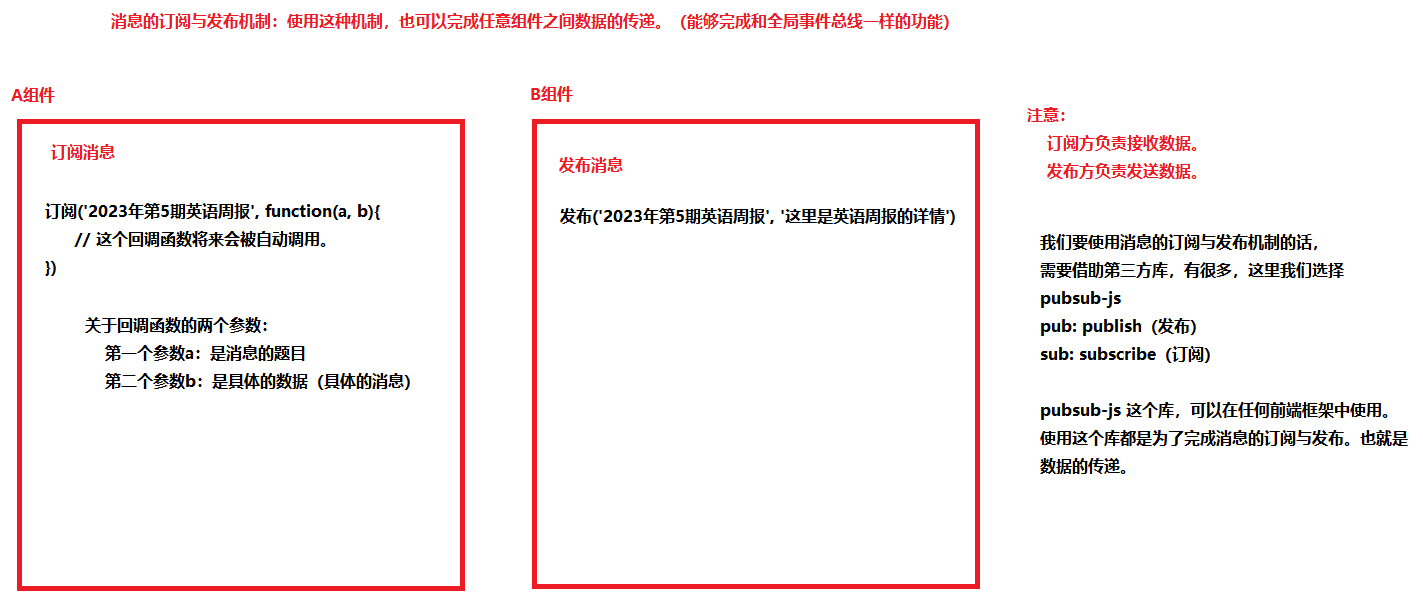 消息的订阅与发布机制：使用这种机制，也可以完成任意组件之间数据的传递。（能够完成和全局事件总线一样的功能）
A组件
订阅消息
订阅('2023年第5期英语周报', function(a, b){
// 这个回调函数将来会被自动调用。
})
关于回调函数的两个参数：
第一个参数a：是消息的题目
第二个参数b：是具体的数据（具体的消息）
B组件
发布消息
发布('2023年第5期英语周报', '这里是英语周报的详情')
注意：
订阅方负责接收数据。
发布方负责发送数据。
我们要使用消息的订阅与发布机制的话，
需要借助第三方库，有很多，这里我们选择
pubsub-js
pub: publish（发布）
sub: subscribe（订阅）
pubsub-js 这个库，可以在任何前端框架中使用。
使用这个库都是为了完成消息的订阅与发布。也就是
数据的传递。